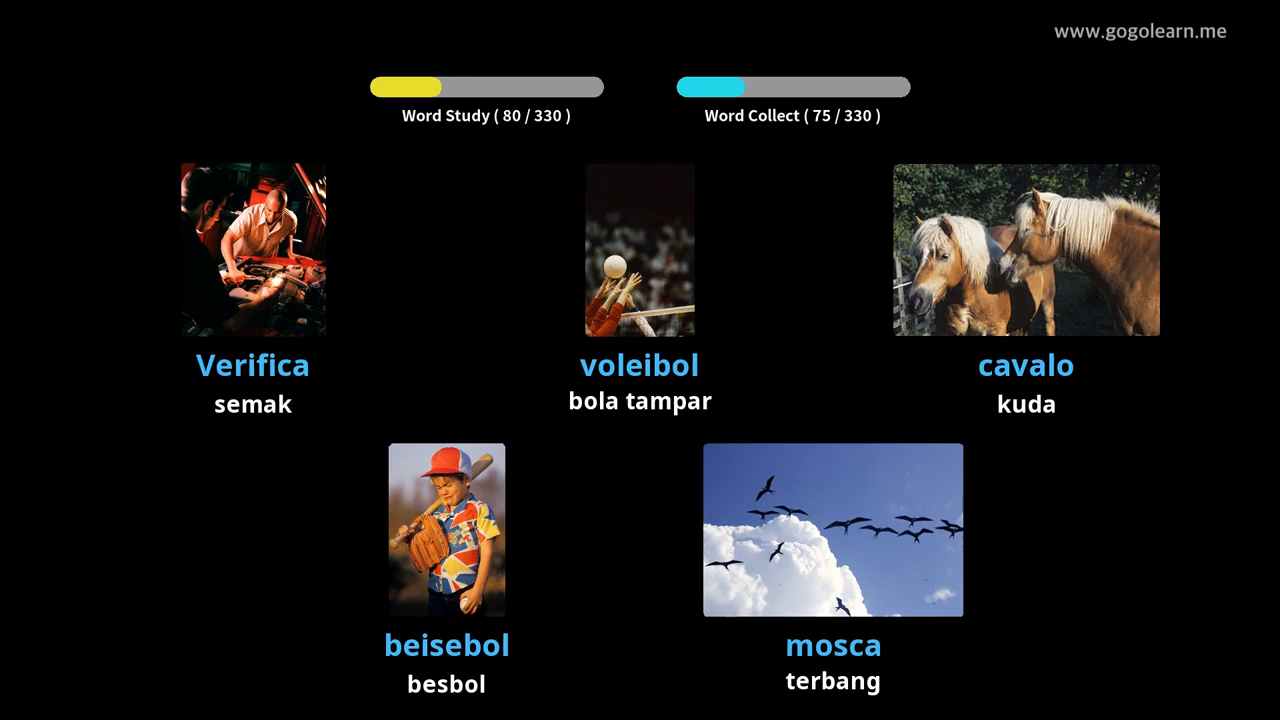 www.gogolearn.me
Word Study ( 80 / 330 )
Word Collect ( 75 / 330 )
Verifica
semak
voleibol
bola tampar
cavalo
kuda
beisebol
besbol
mosca
terbang